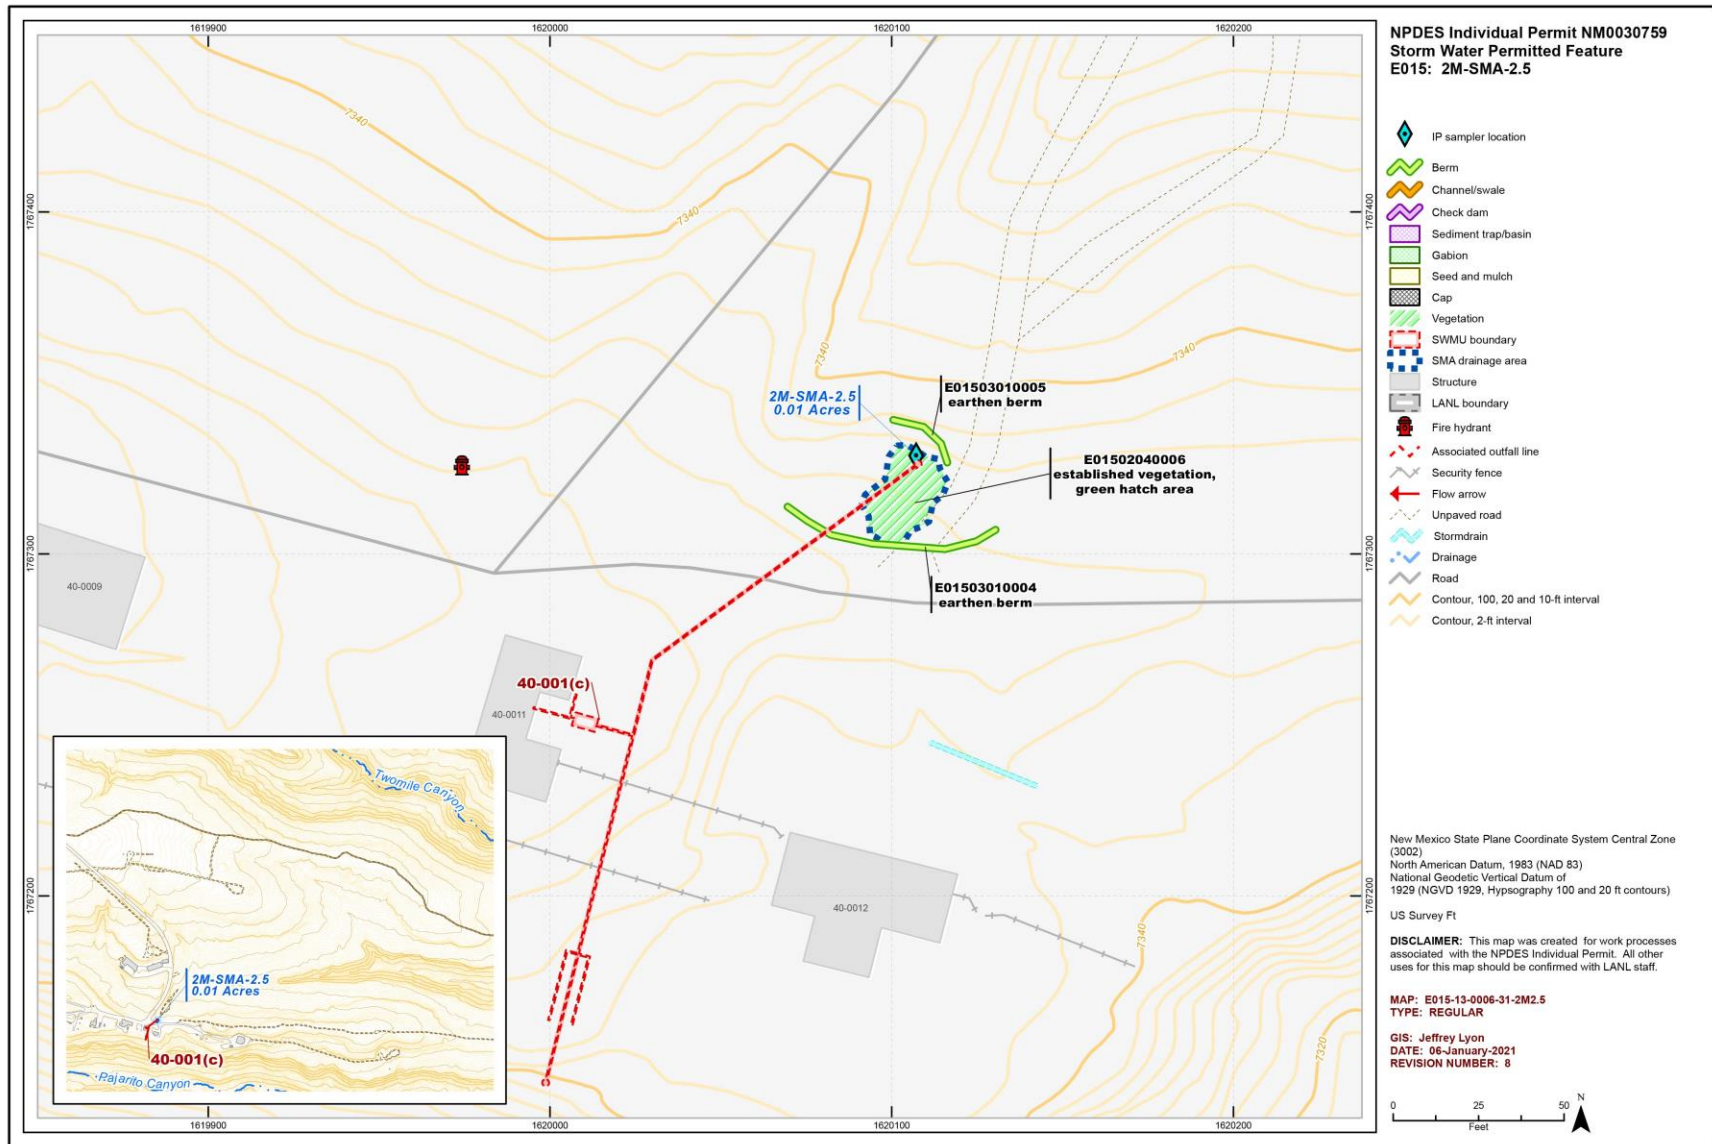 1619900
1620000
1620100
1620200
NPDES Individual Permit NM0030759
Storm Water Permitted Feature
E015: 2M-SMA-2.5
7340
1767400
1767400
7340
7340
7340
2M-SMA-2.5
0.01 Acres
E01503010005
earthen berm
E01502040006
established vegetation,
green hatch area
1767300
1767300
E01503010004
earthen berm
40-0009
40-001(c)
40-0011
40-0012
1767200
1767200
7340
7320
Twomile Canyon
2M-SMA-2.5
0.01 Acres
40-001(c)
Pajarito Canyon
1619900
1620000
1620100
1620200
IP sampler location
Berm
Channel/swale
Check dam
Sediment trap/basin
Gabion
Seed and mulch
Cap
Vegetation
SWMU boundary
SMA drainage area
Structure
LANL boundary
Fire hydrant
Associated outfall line
Security fence
Flow arrow
Unpaved road
Stormdrain
Drainage
Road
Contour, 100, 20 and 10-ft interval
Contour, 2-ft interval
New Mexico State Plane Coordinate System Central Zone
(3002)
North American Datum, 1983 (NAD 83)
National Geodetic Vertical Datum of
1929 (NGVD 1929, Hypsography 100 and 20 ft contours)
US Survey Ft
DISCLAIMER: This map was created for work processes
associated with the NPDES Individual Permit. All other
uses for this map should be confirmed with LANL staff.
MAP: E015-13-0006-31-2M2.5
TYPE: REGULAR
GIS: Jeffrey Lyon
DATE: 06-January-2021
REVISION NUMBER: 8
0 25 50
Feet
N